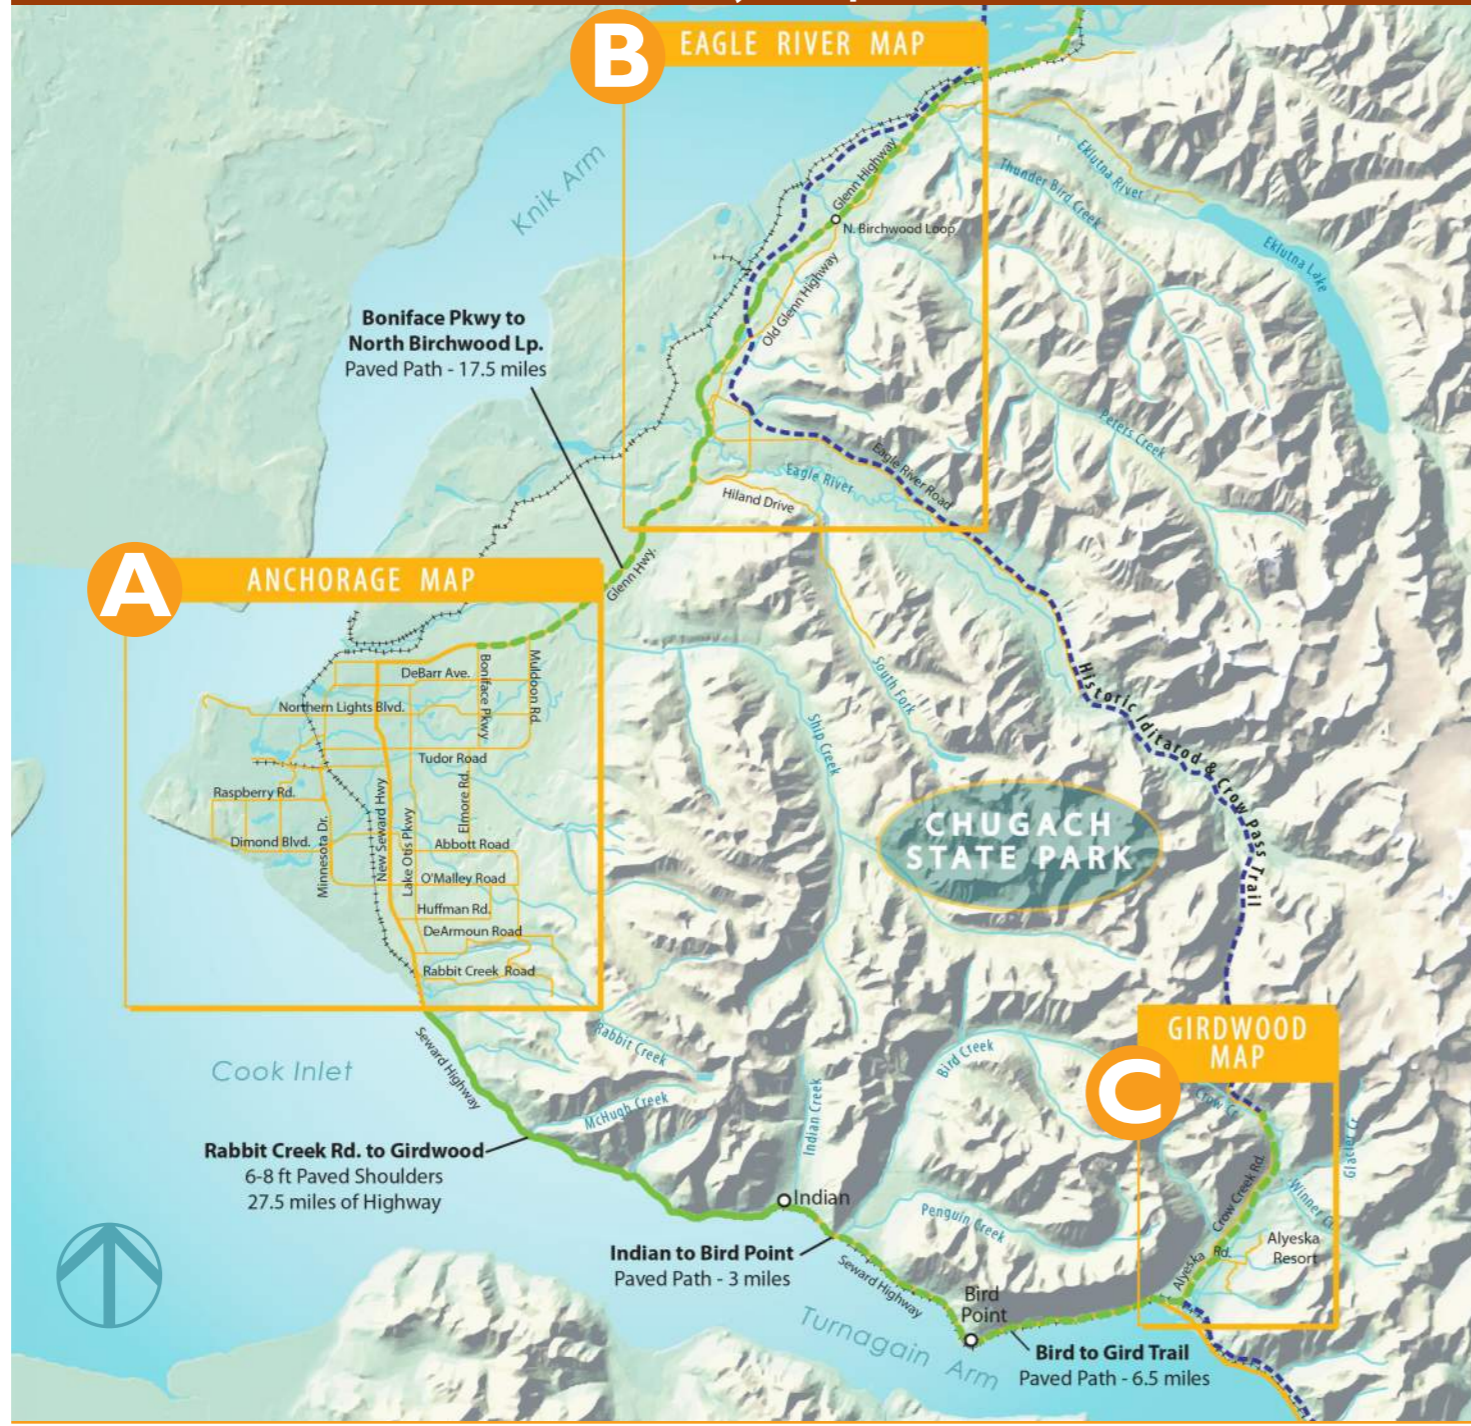 B
EAGLE RIVER MAP
Knik Arm
Glenn Highway
N. Birchwood Loop
Old Glenn Highway
Thunder Bird Creek
Eklutna River
Eklutna Lake
Peters Creek
Boniface Pkwy to
North Birchwood Lp.
Paved Path - 17.5 miles
Eagle River
Eagle River Road
Hiland Drive
Glenn Hwy.
A
ANCHORAGE MAP
DeBarr Ave.
Boniface Pkwy.
Muldoon Rd.
Northern Lights Blvd.
Tudor Road
Raspberry Rd.
Dimond Blvd.
Minnesota Dr.
New Seward Hwy
Lake Otis Pkwy
Elmore Rd.
Abbott Road
O'Malley Road
Huffman Rd.
DeArmoun Road
Rabbit Creek Road
South Fork
Ship Creek
Historic Iditarod & Crow Pass Trail
CHUGACH
STATE PARK
Cook Inlet
Seward Highway
Rabbit Creek
McHugh Creek
Indian Creek
Bird Creek
Rabbit Creek Rd. to Girdwood
6-8 ft Paved Shoulders
27.5 miles of Highway
Indian
Indian to Bird Point
Paved Path - 3 miles
Penguin Creek
Seward Highway
Turnagain Arm
Bird
Point
Bird to Gird Trail
Paved Path - 6.5 miles
GIRDWOOD
MAP
C
Crow Cr.
Glacier Cr
Crow Creek Rd.
Winner Cr.
Alyeska Rd.
Alyeska
Resort